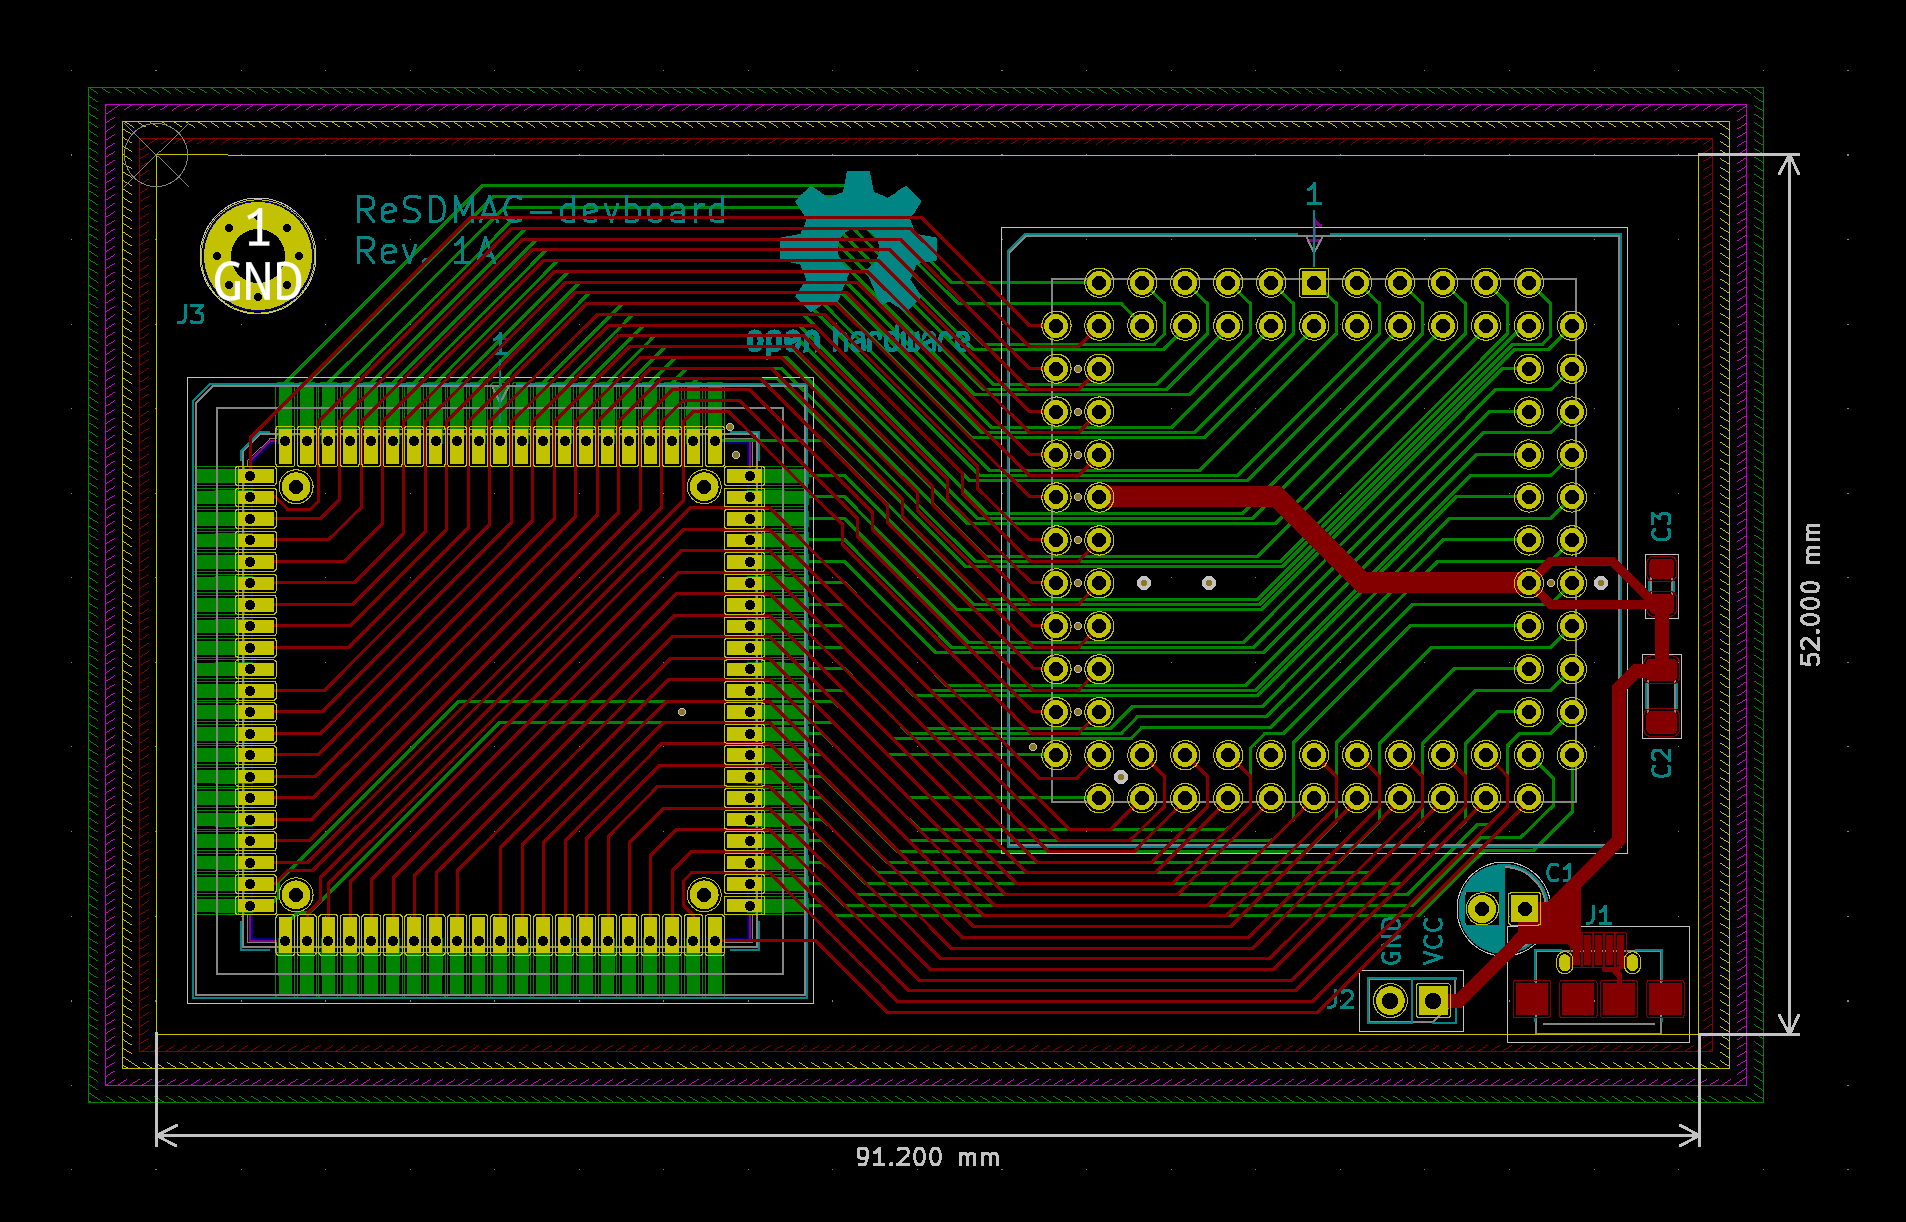 ReSDMAC-devboard
Rev. 1A
1
GND
J3
1
open hardware
1
C3
C2
C1
J1
GND
VCC
J2
52.000 mm
91.200 mm